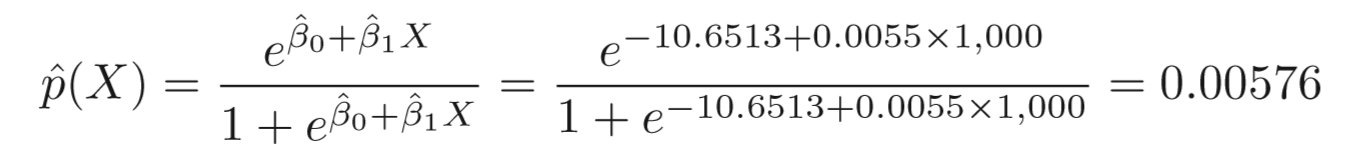 p̂(X) = e^{β̂₀+β̂₁X} / (1 + e^{β̂₀+β̂₁X}) = e^{−10.6513+0.0055×1,000} / (1 + e^{−10.6513+0.0055×1,000}) = 0.00576